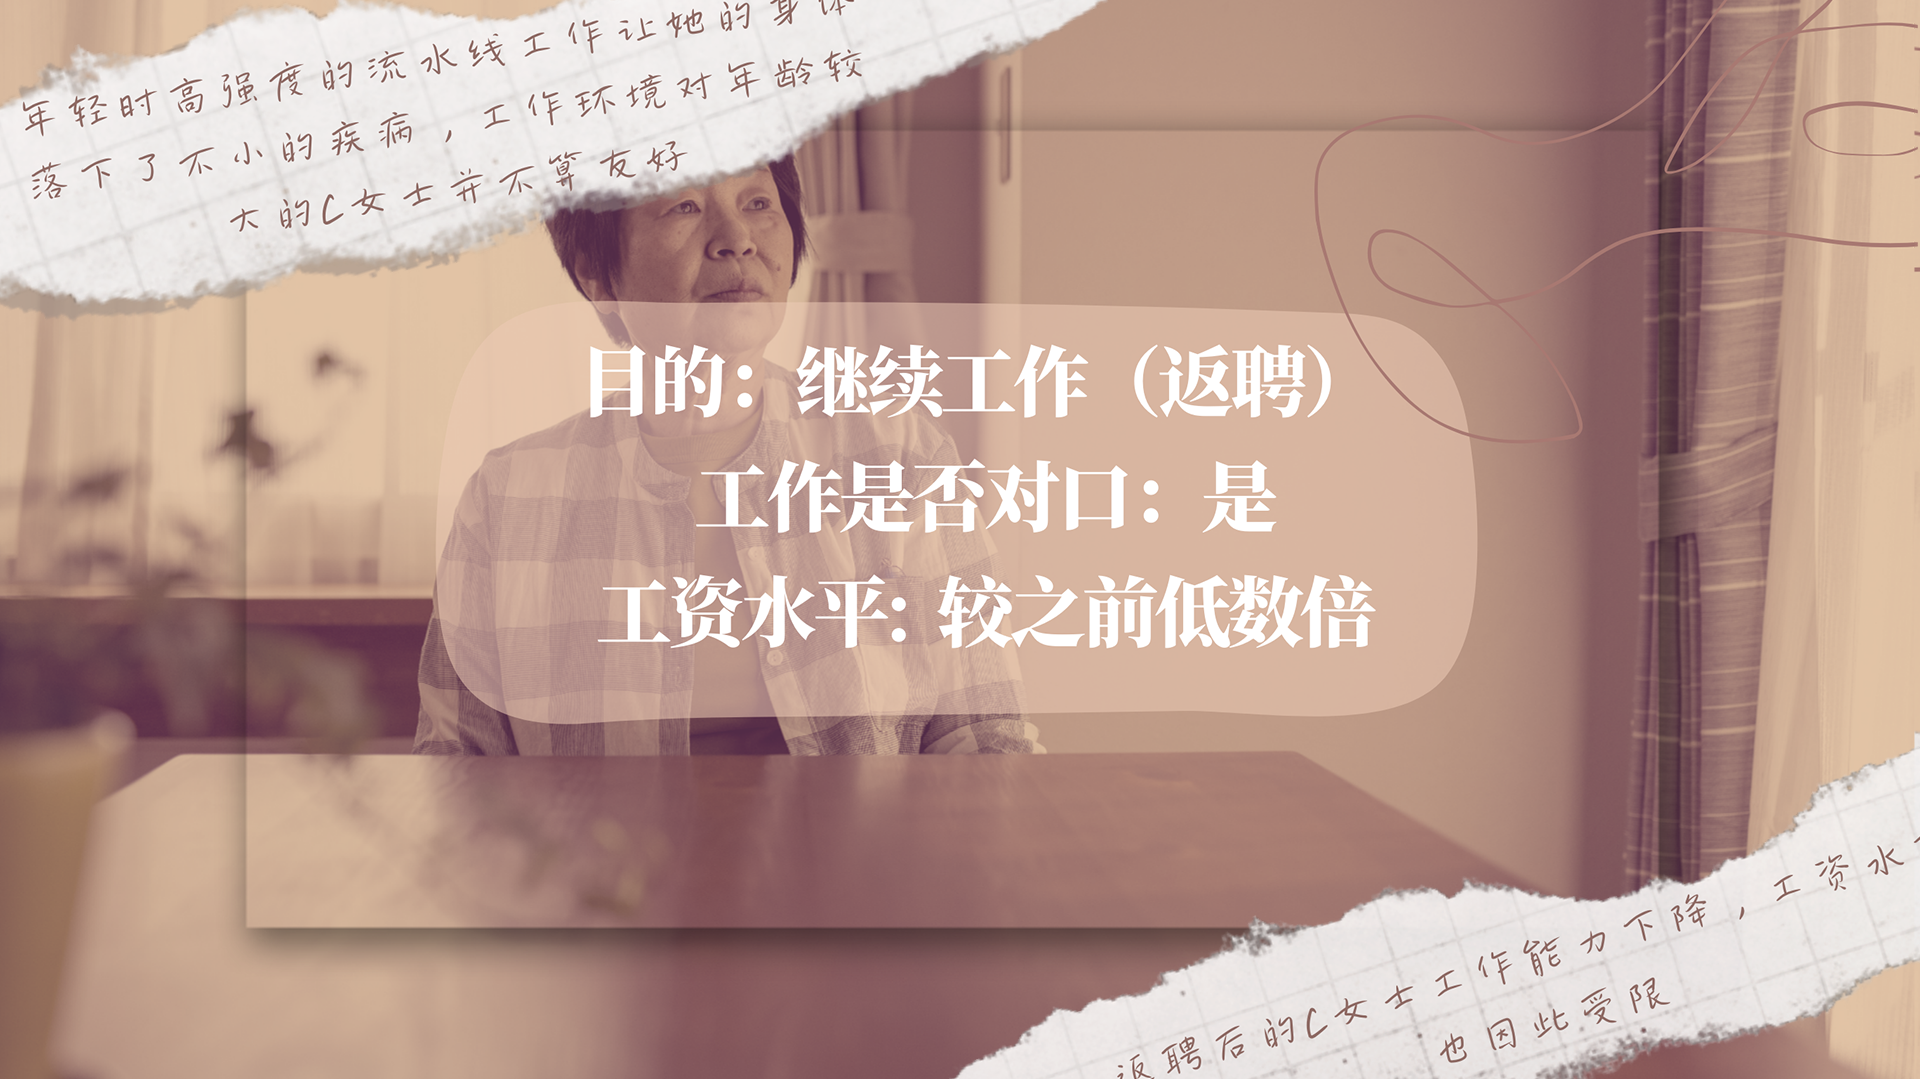 年轻时高强度的流水线工作让她的身体
落下了不小的疾病，工作环境对年龄较
大的C女士并不算友好
目的：继续工作（返聘）
工作是否对口：是
工资水平：较之前低数倍
返聘后的C女士工作能力下降，工资水
也因此受限